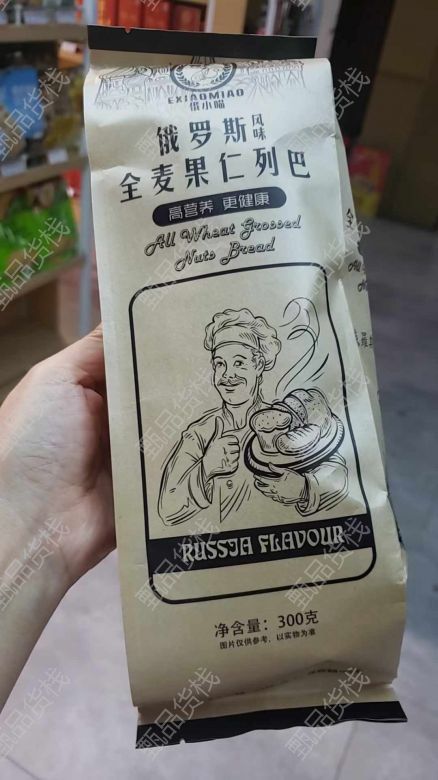 EXIAOMIAO
俄小喵
俄罗斯风味
全麦果仁列巴
高营养 更健康
All Wheat Grossed
Nuts Bread
RUSSJA FLAVOUR
净含量：300克
图片仅供参考，以实物为准
甄品货栈